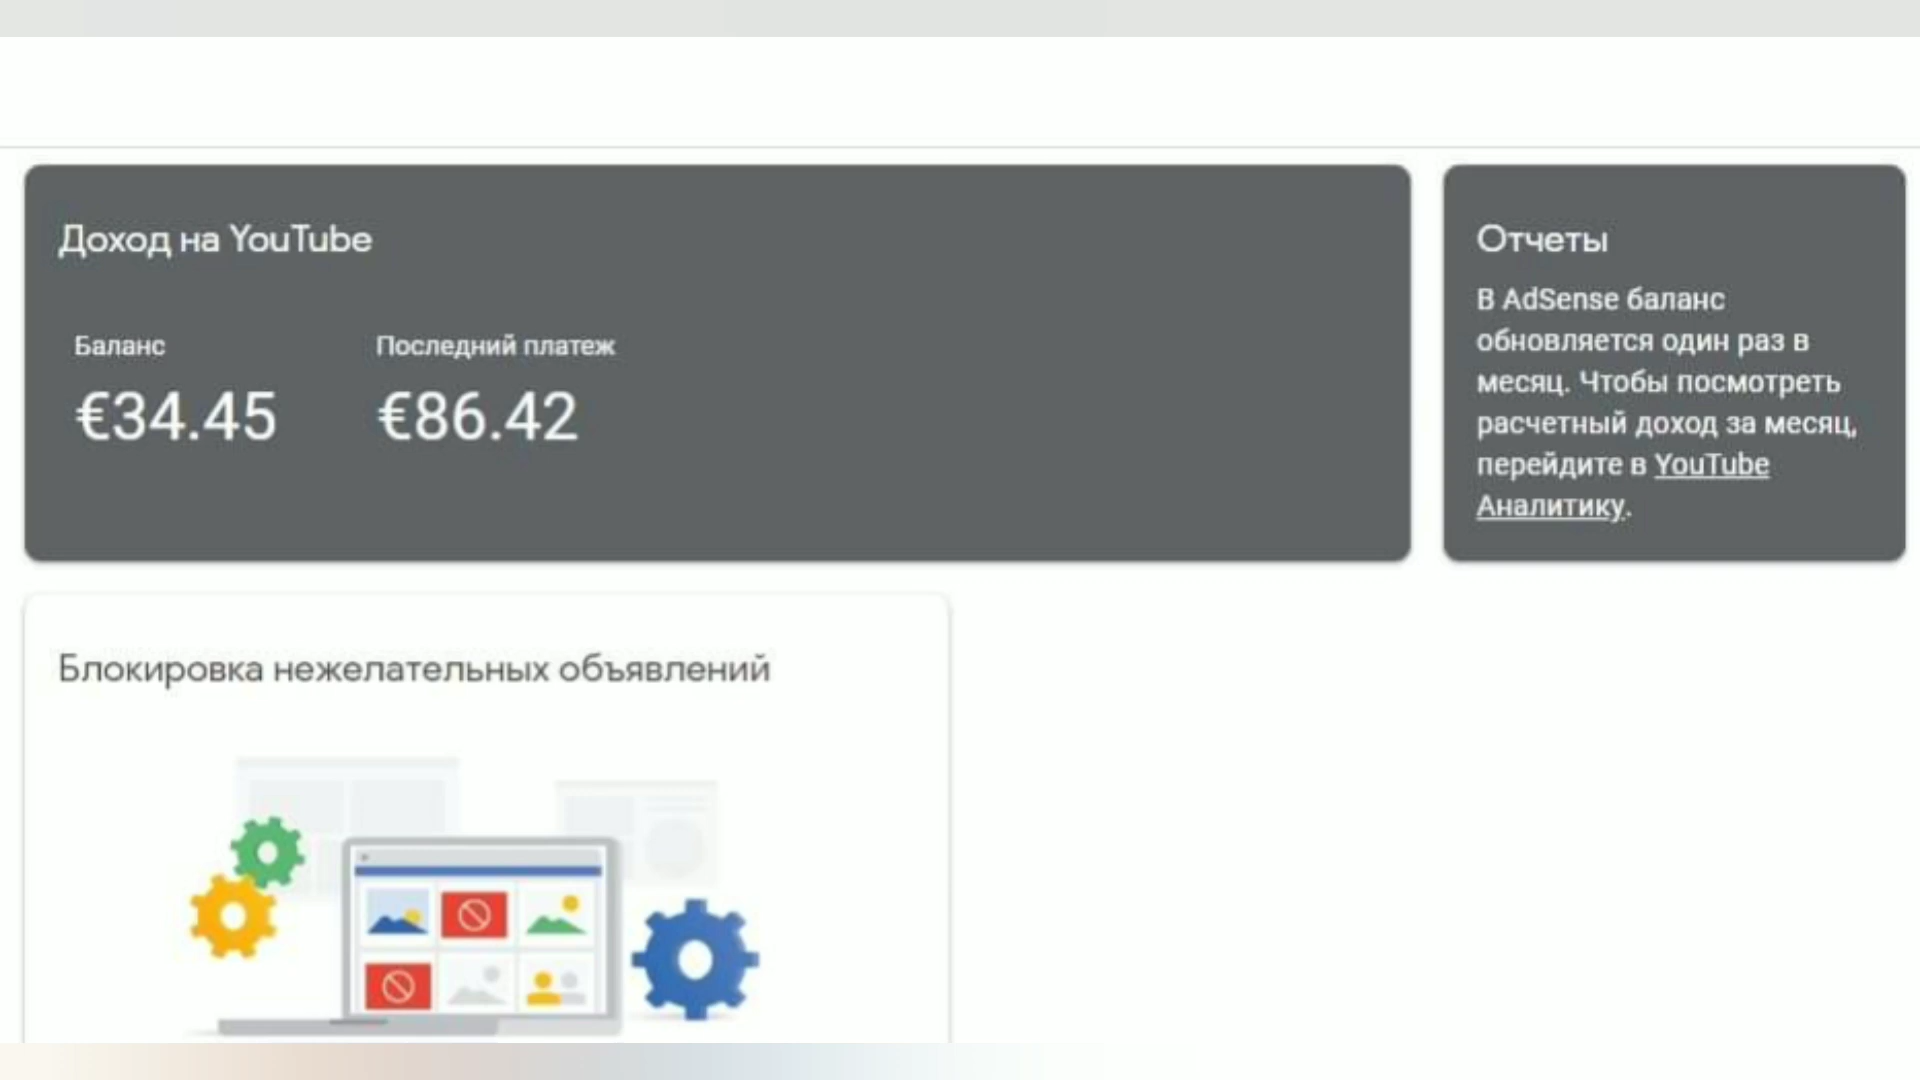 Доход на YouTube
Баланс
Последний платеж
€34.45
€86.42
Отчеты
В AdSense баланс
обновляется один раз в
месяц. Чтобы посмотреть
расчетный доход за месяц,
перейдите в YouTube
Аналитику.
Блокировка нежелательных объявлений